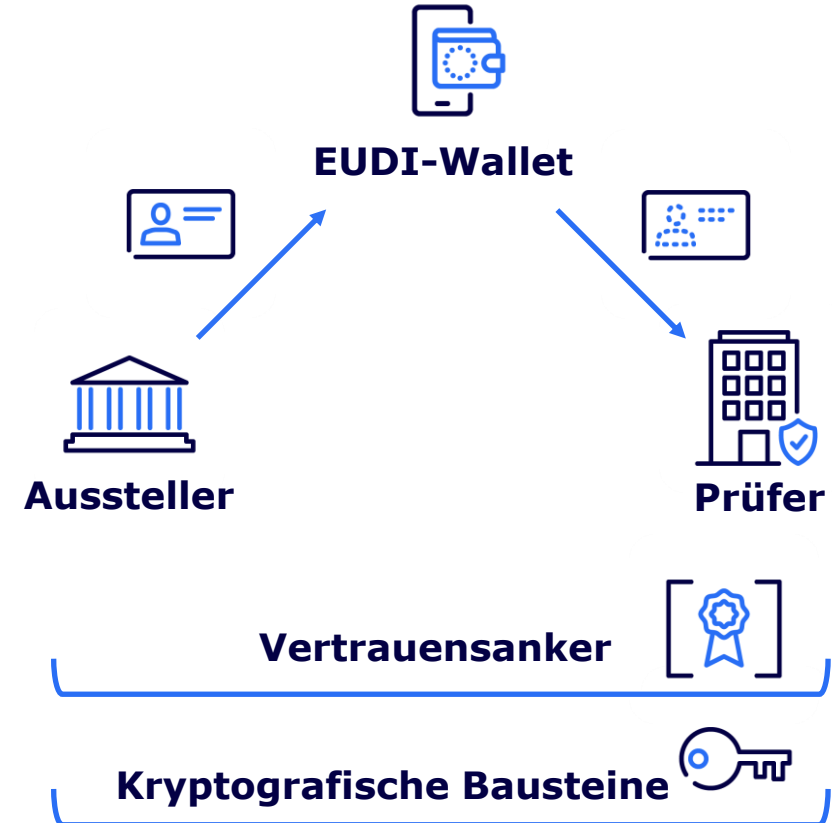 EUDI-Wallet
Aussteller
Prüfer
Vertrauensanker
Kryptografische Bausteine